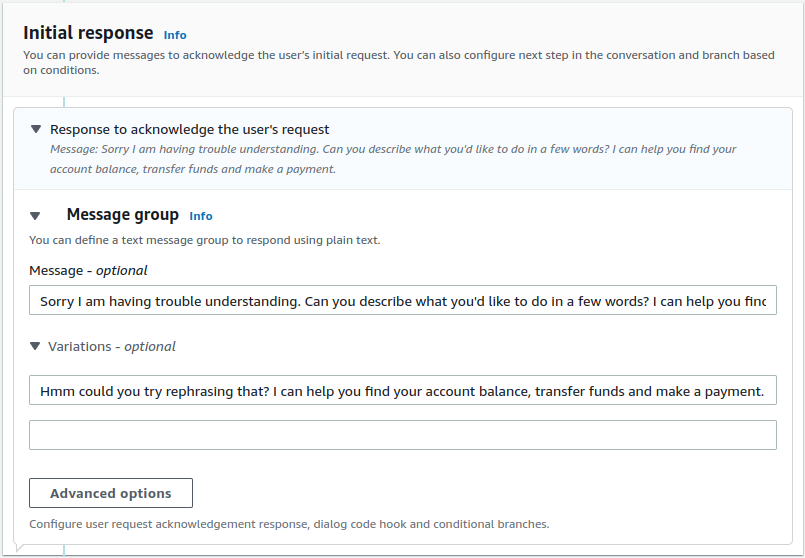 Initial response Info
You can provide messages to acknowledge the user's initial request. You can also configure next step in the conversation and branch based
on conditions.
Response to acknowledge the user's request
Message: Sorry I am having trouble understanding. Can you describe what you'd like to do in a few words? I can help you find your
account balance, transfer funds and make a payment.
Message group Info
You can define a text message group to respond using plain text.
Message - optional
Sorry I am having trouble understanding. Can you describe what you'd like to do in a few words? I can help you find
Variations - optional
Hmm could you try rephrasing that? I can help you find your account balance, transfer funds and make a payment.
Advanced options
Configure user request acknowledgement response, dialog code hook and conditional branches.